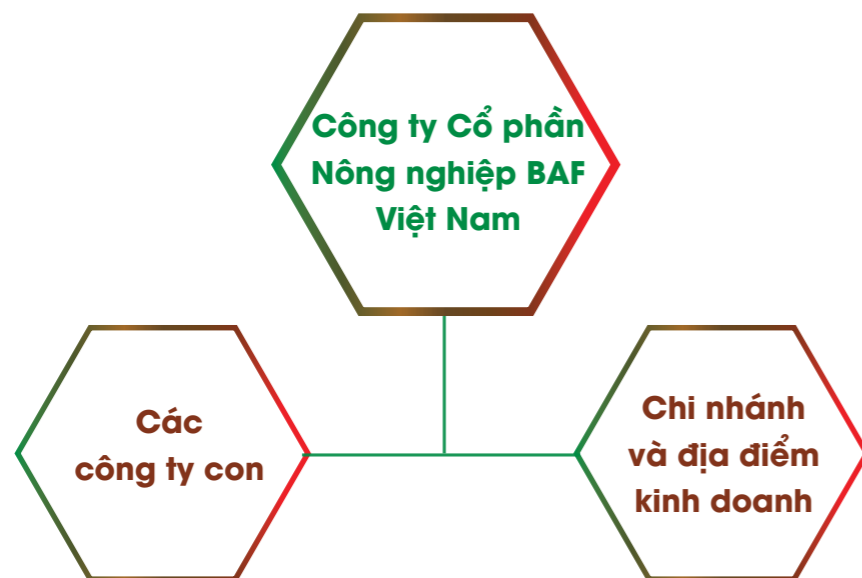 Công ty Cổ phần
Nông nghiệp BAF
Việt Nam
Các
công ty con
Chi nhánh
và địa điểm
kinh doanh